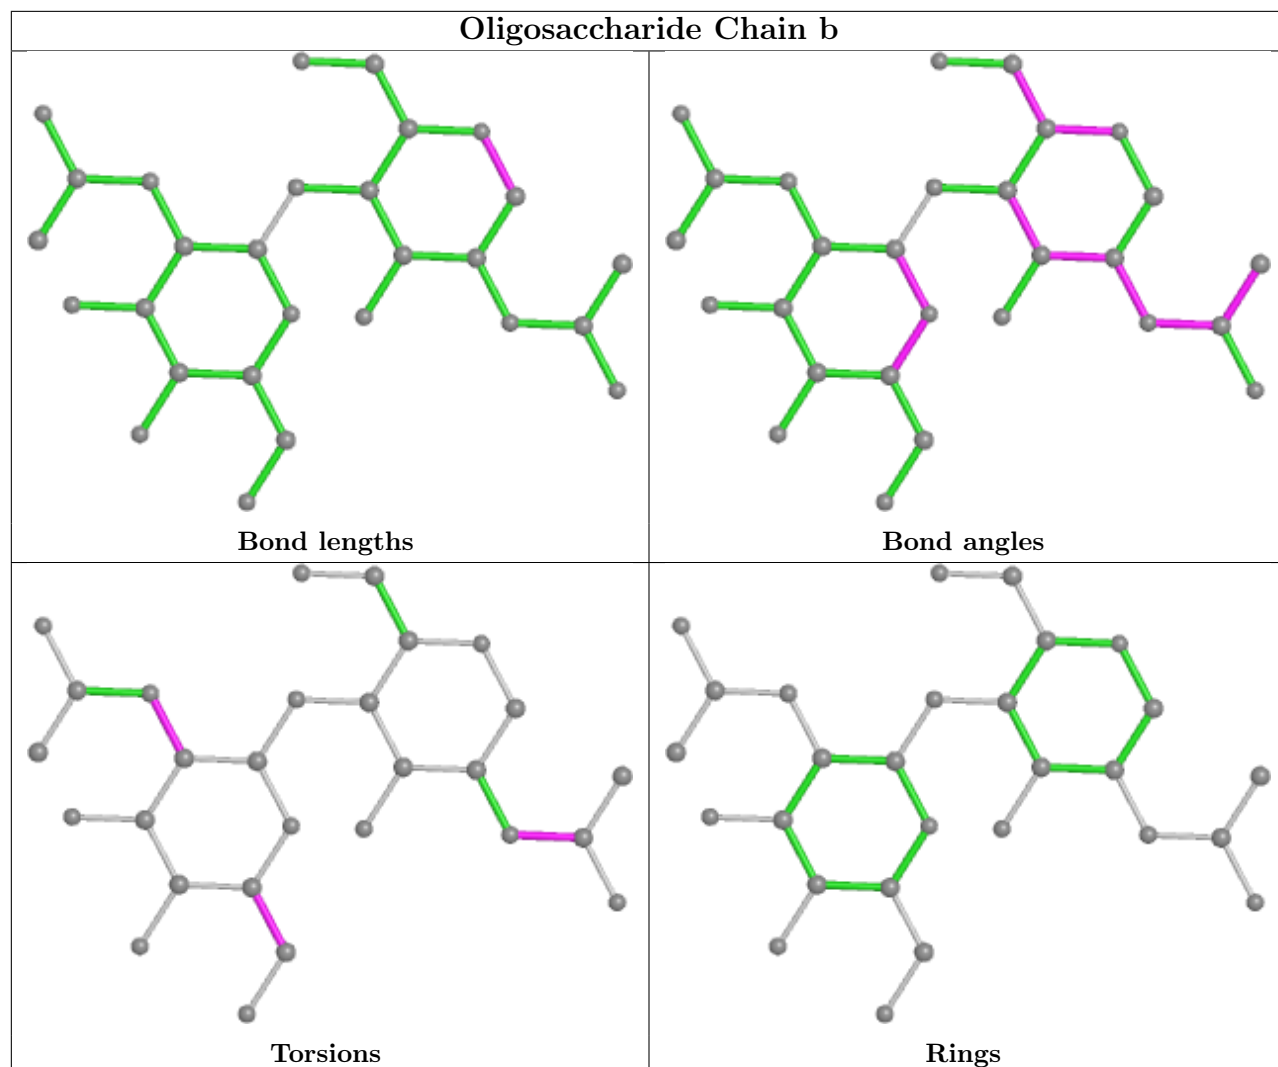 Oligosaccharide Chain b
Bond lengths
Bond angles
Torsions
Rings